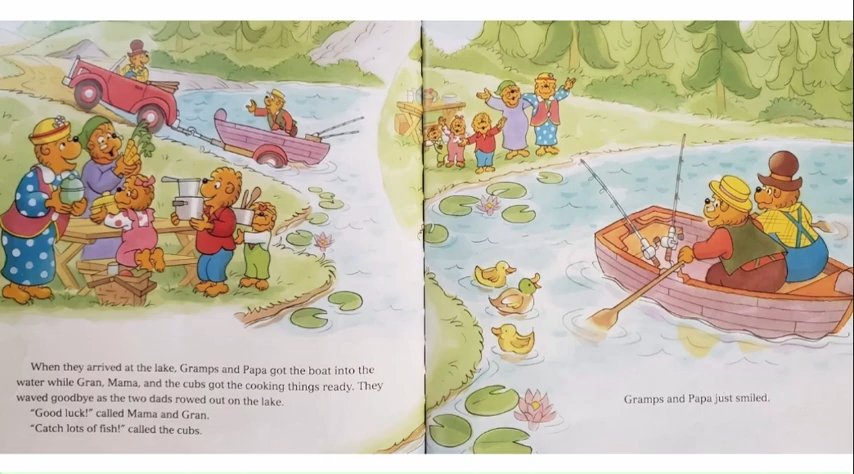 When they arrived at the lake, Gramps and Papa got the boat into the
water while Gran, Mama, and the cubs got the cooking things ready. They
waved goodbye as the two dads rowed out on the lake.
“Good luck!” called Mama and Gran.
“Catch lots of fish!” called the cubs.
Gramps and Papa just smiled.